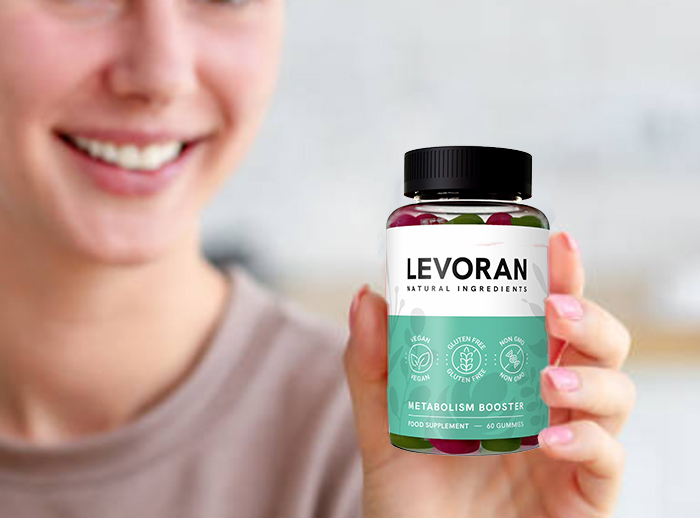 LEVORAN
NATURAL INGREDIENTS
VEGAN GLUTEN FREE NON GMO
VEGAN GLUTEN FREE NON GMO
METABOLISM BOOSTER
FOOD SUPPLEMENT — 60 GUMMIES